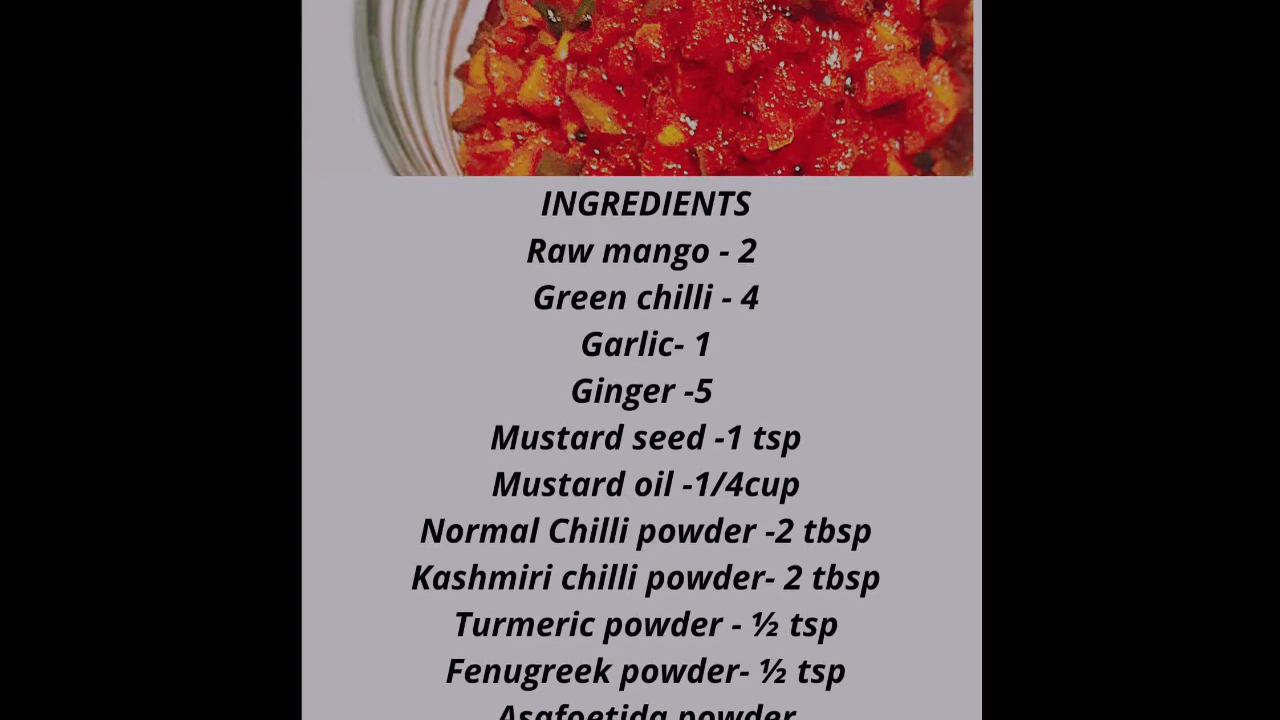 INGREDIENTS
Raw mango - 2
Green chilli - 4
Garlic- 1
Ginger -5
Mustard seed -1 tsp
Mustard oil -1/4cup
Normal Chilli powder -2 tbsp
Kashmiri chilli powder- 2 tbsp
Turmeric powder - ½ tsp
Fenugreek powder- ½ tsp
Asafoetida powder